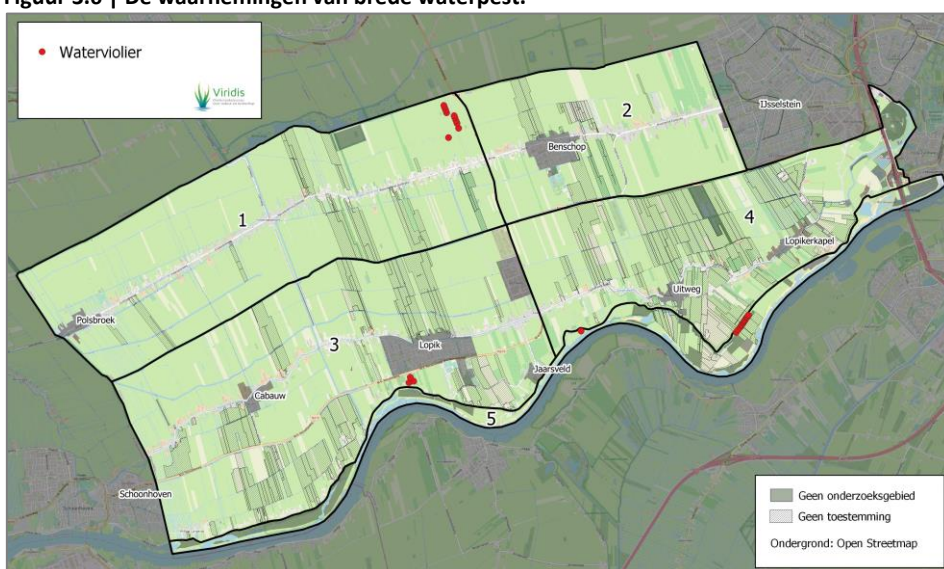 Figuur 3.6 | De waarnemingen van brede waterpest.
Waterviolier
Viridis
2
IJsselstein
Benschop
1
4
Lopikerkapel
Polsbroek
Uitweg
3
Lopik
Jaarsveld
Cabauw
5
Schoonhoven
Geen onderzoeksgebied
Geen toestemming
Ondergrond: Open Streetmap